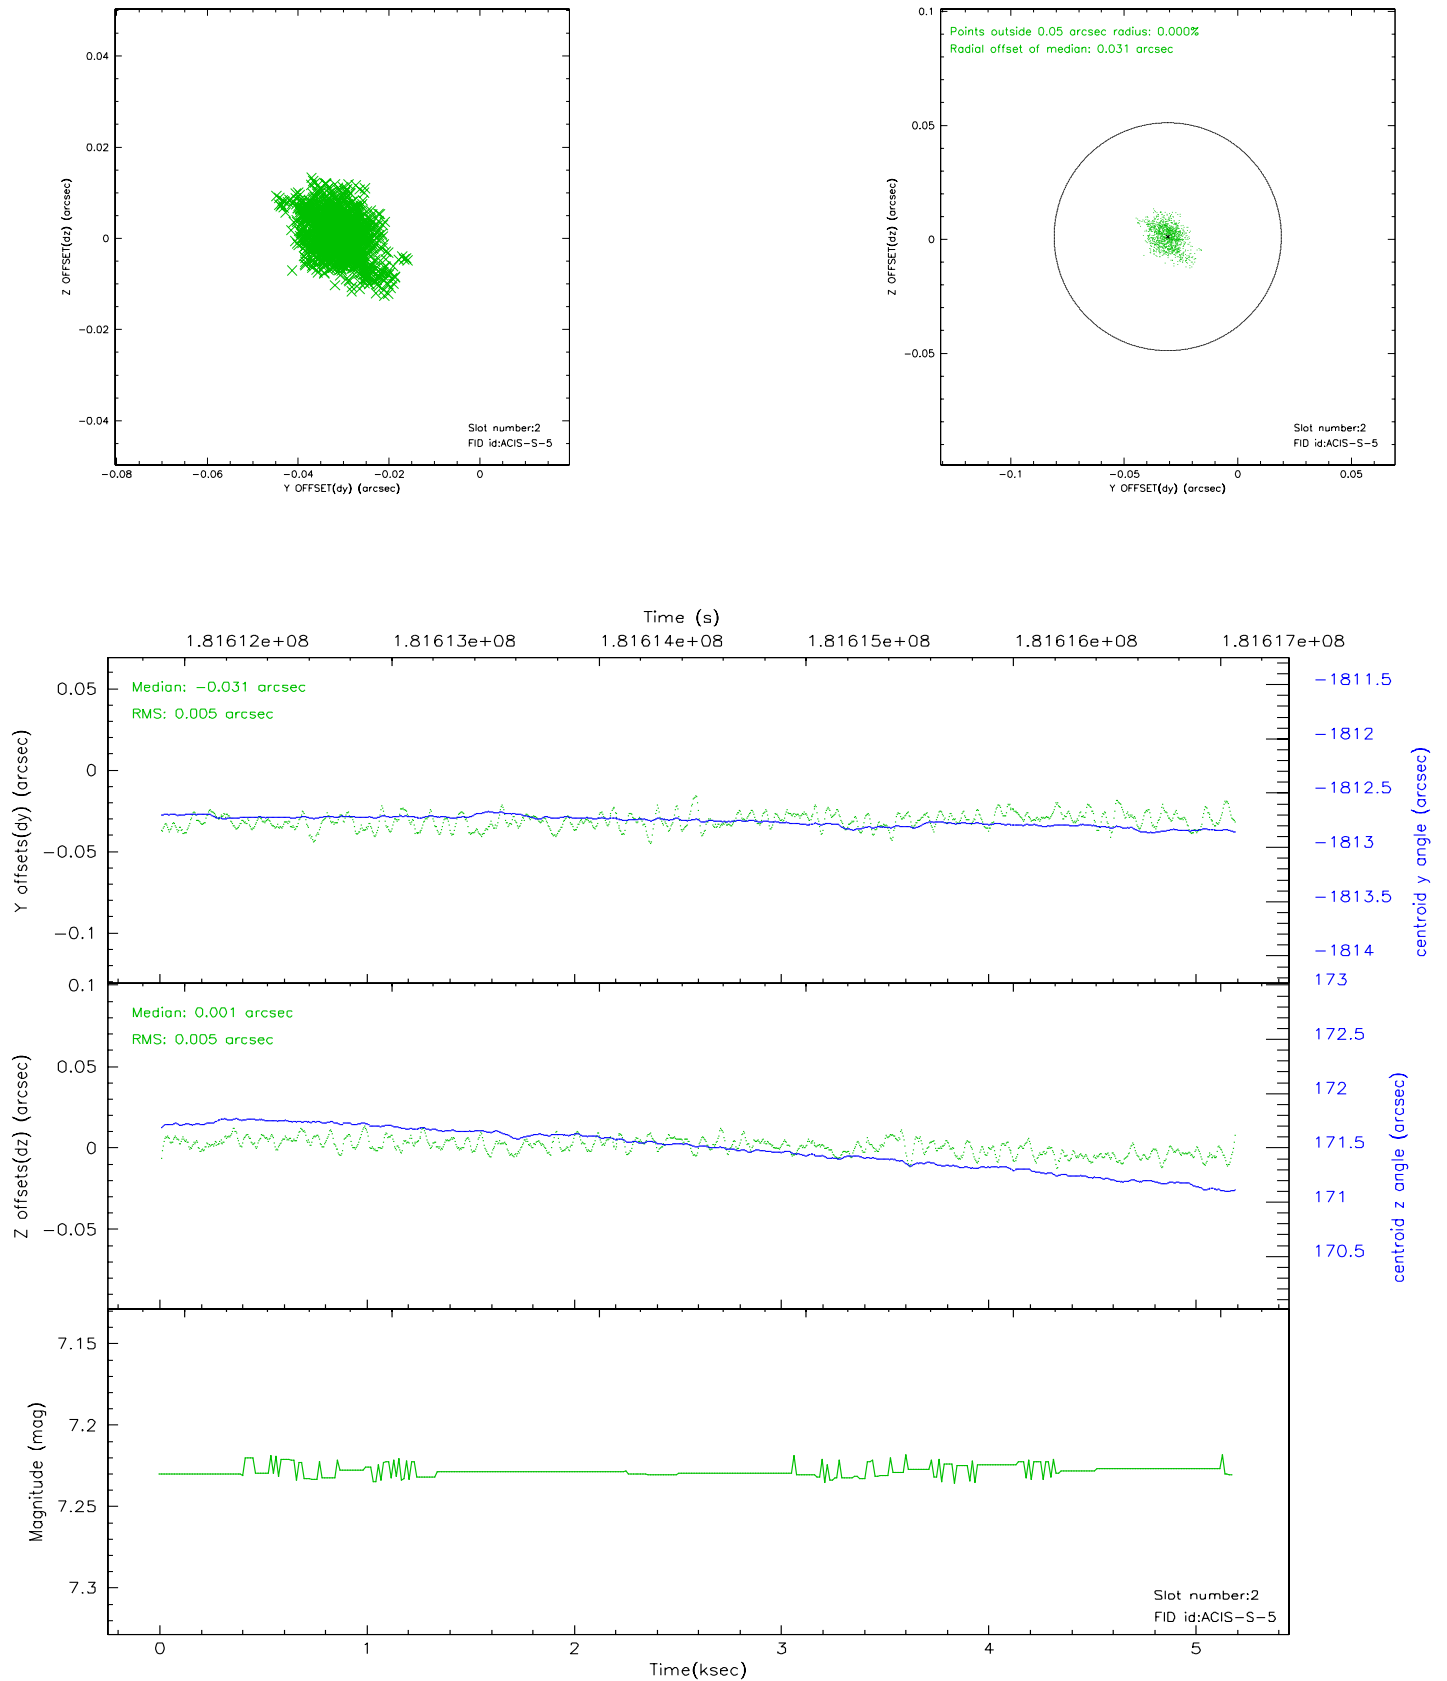 0.04
0.02
0
−0.02
−0.04
Z OFFSET(dz) (arcsec)
Slot number:2
FID id:ACIS−S−5
−0.08 −0.06 −0.04 −0.02 0
Y OFFSET(dy) (arcsec)
Points outside 0.05 arcsec radius: 0.000%
Radial offset of median: 0.031 arcsec
0.1
0.05
0
−0.05
Z OFFSET(dz) (arcsec)
Slot number:2
FID id:ACIS−S−5
−0.1 −0.05 0 0.05
Y OFFSET(dy) (arcsec)
Time (s)
1.81612e+08 1.81613e+08 1.81614e+08 1.81615e+08 1.81616e+08 1.81617e+08
Median: −0.031 arcsec
RMS: 0.005 arcsec
0.05
0
−0.05
−0.1
Y offsets(dy) (arcsec)
−1811.5
−1812
−1812.5
−1813
−1813.5
−1814
centroid y angle (arcsec)
Median: 0.001 arcsec
RMS: 0.005 arcsec
0.1
0.05
0
−0.05
Z offsets(dz) (arcsec)
173
172.5
172
171.5
171
170.5
centroid z angle (arcsec)
7.15
7.2
7.25
7.3
Magnitude (mag)
Slot number:2
FID id:ACIS−S−5
0 1 2 3 4 5
Time(ksec)